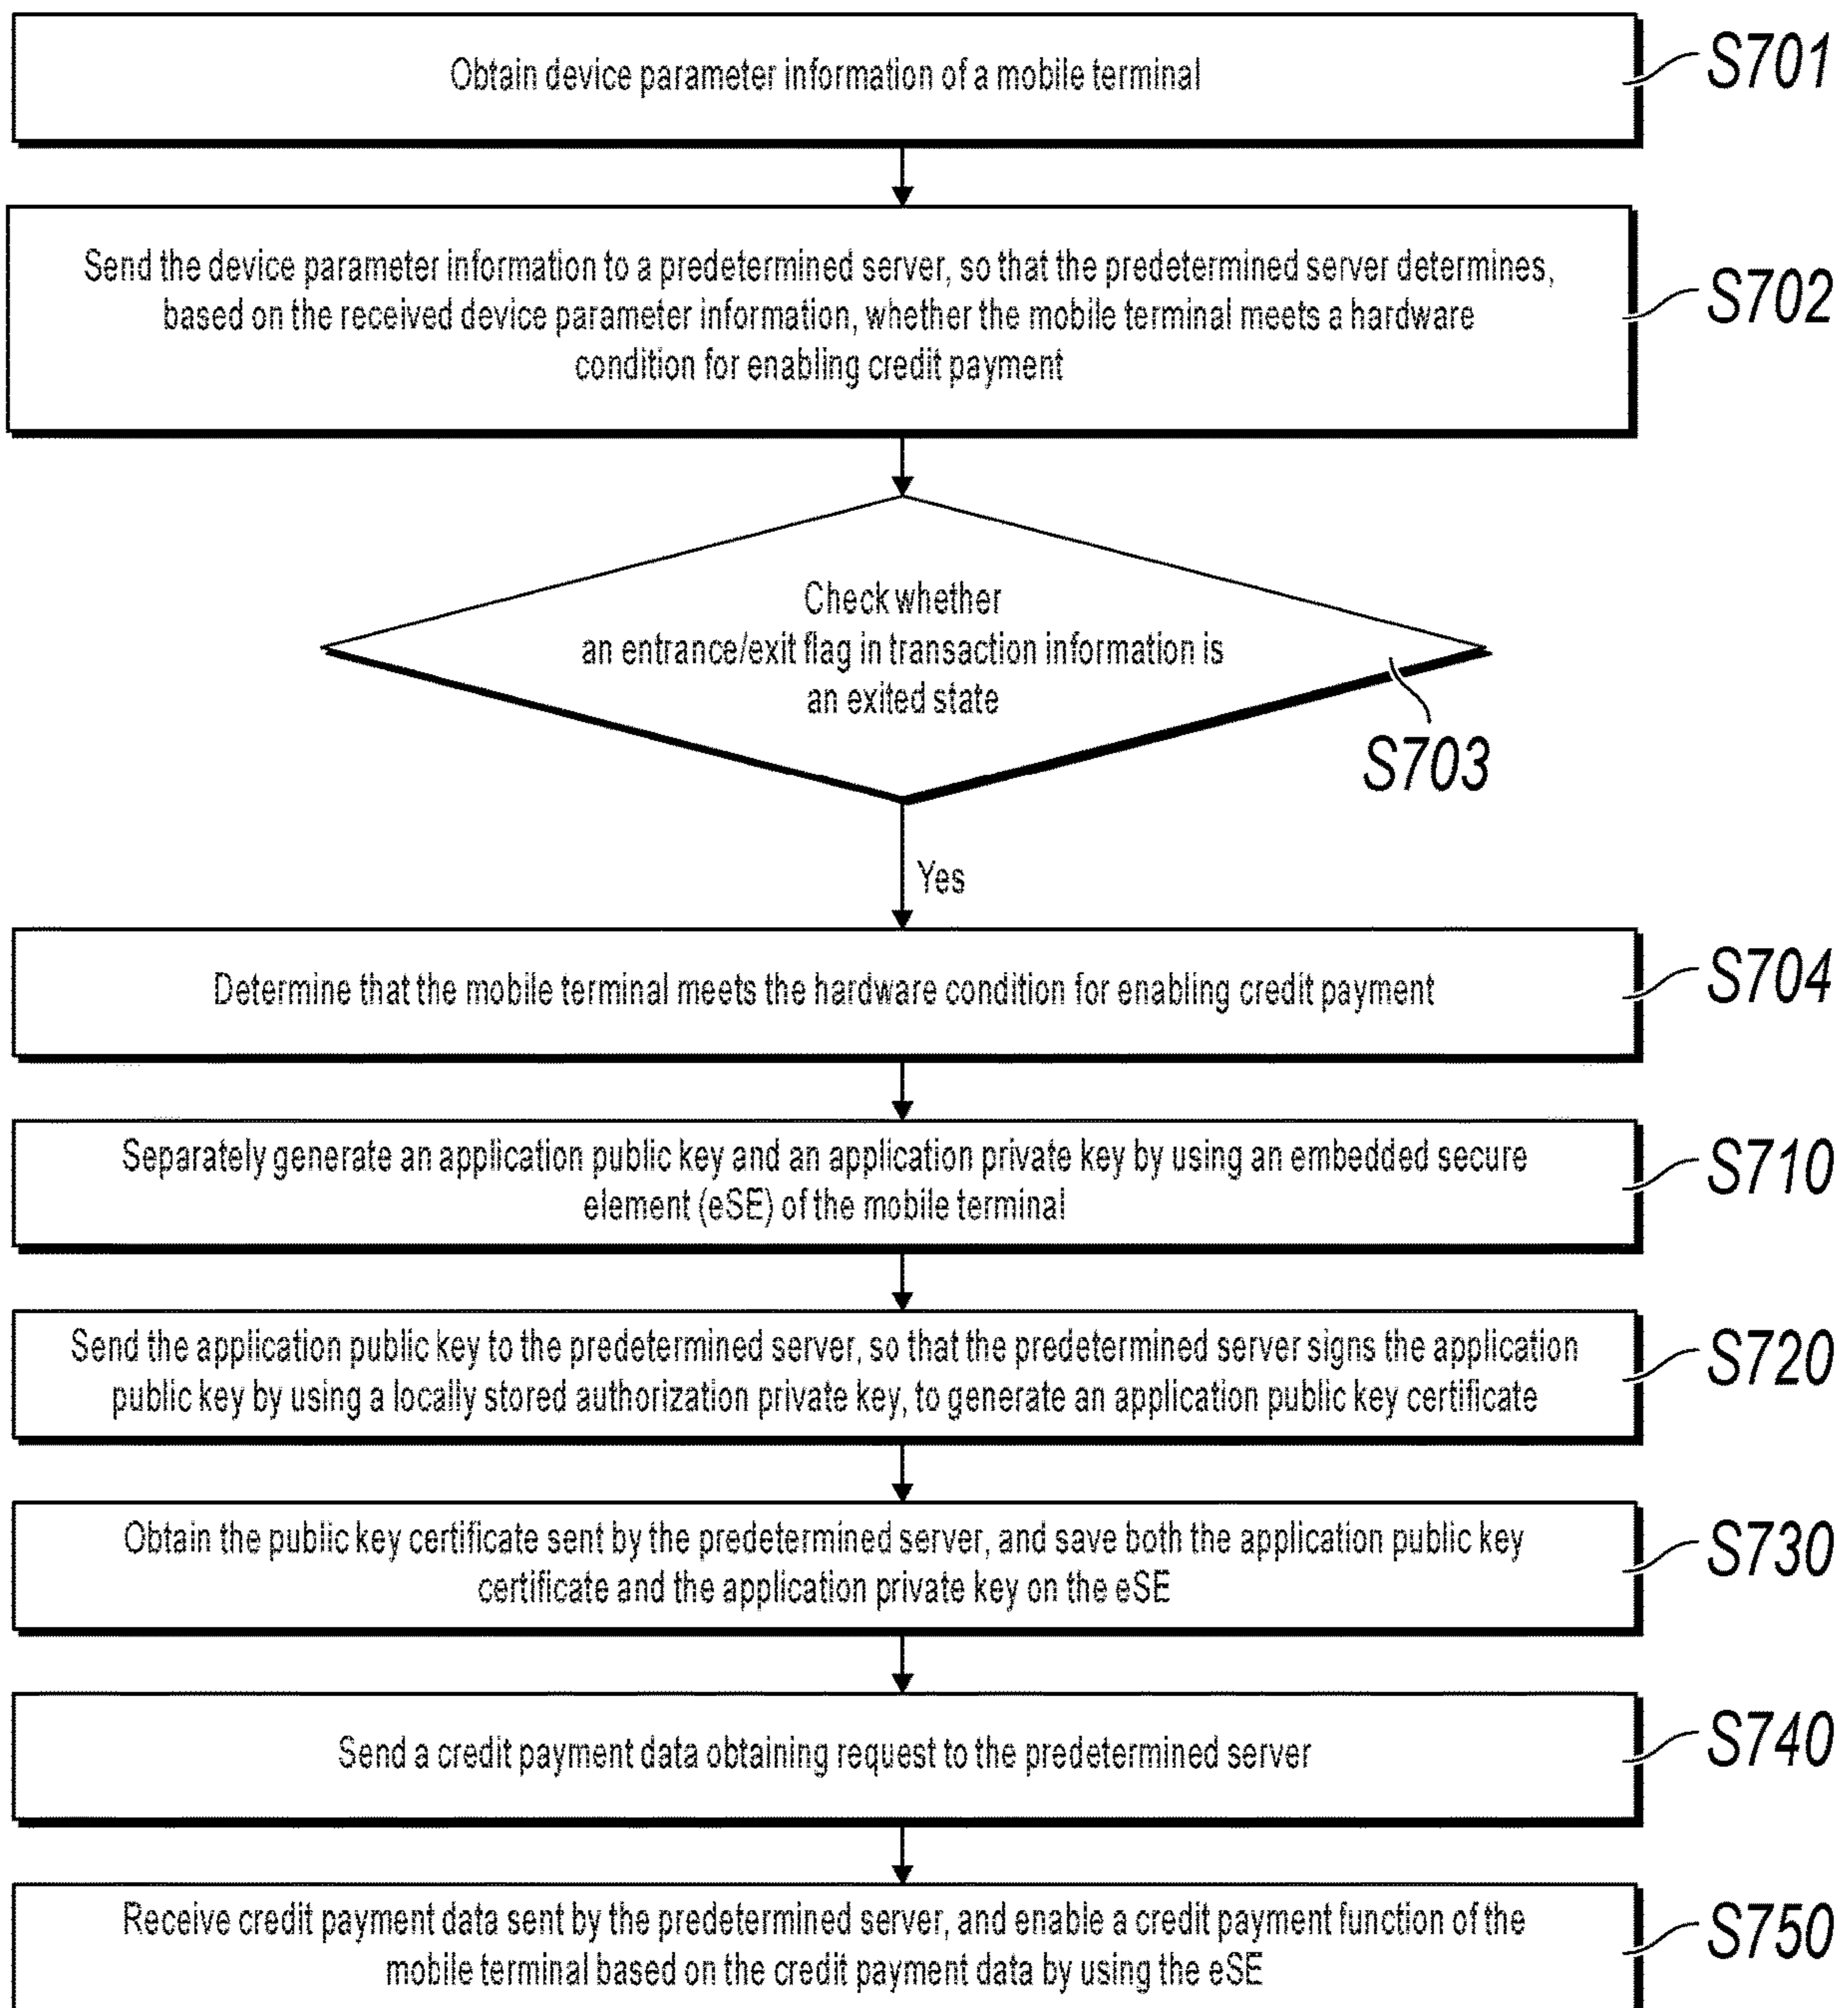 Obtain device parameter information of a mobile terminal
S701
Send the device parameter information to a predetermined server, so that the predetermined server determines,
based on the received device parameter information, whether the mobile terminal meets a hardware
condition for enabling credit payment
S702
Check whether
an entrance/exit flag in transaction information is
an exited state
S703
Yes
Determine that the mobile terminal meets the hardware condition for enabling credit payment
S704
Separately generate an application public key and an application private key by using an embedded secure
element (eSE) of the mobile terminal
S710
Send the application public key to the predetermined server, so that the predetermined server signs the application
public key by using a locally stored authorization private key, to generate an application public key certificate
S720
Obtain the public key certificate sent by the predetermined server, and save both the application public key
certificate and the application private key on the eSE
S730
Send a credit payment data obtaining request to the predetermined server
S740
Receive credit payment data sent by the predetermined server, and enable a credit payment function of the
mobile terminal based on the credit payment data by using the eSE
S750